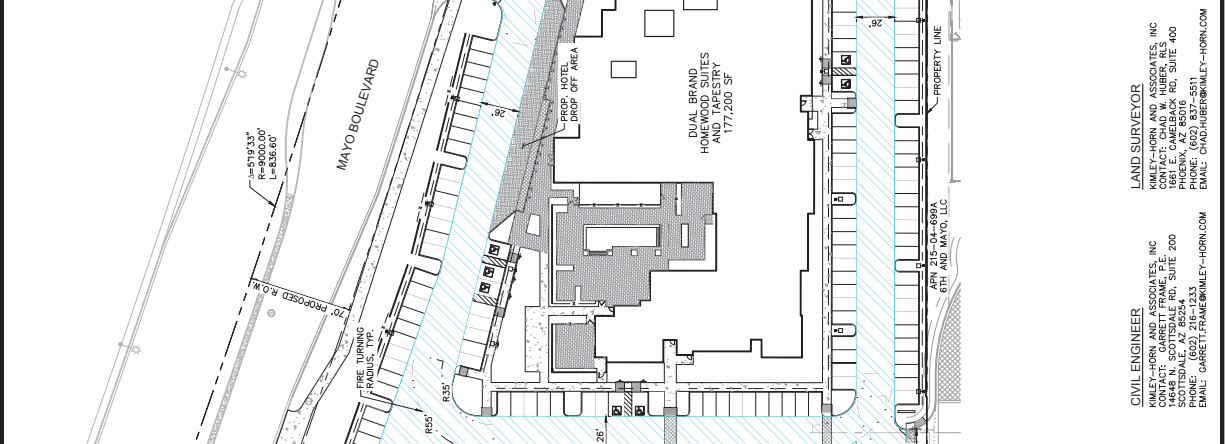 Δ=5°19'33"
R=9000.00'
L=836.60'
MAYO BOULEVARD
70' PROPOSED R.O.W.
FIRE TURNING
RADIUS, TYP.
R55'
R35'
26'
26'
26'
PROP HOTEL
DROP OFF AREA
DUAL BRAND
HOMEWOOD SUITES
AND TAPESTRY
177,200 SF
PROPERTY LINE
APN 215-04-699A
6TH AND MAYO, LLC
LAND SURVEYOR
KIMLEY-HORN AND ASSOCIATES, INC
CONTACT: CHAD W. HUBER, RLS
1661 E. CAMELBACK RD, SUITE 400
PHOENIX, AZ 85016
PHONE: (602) 837-5511
EMAIL: CHAD.HUBER@KIMLEY-HORN.COM
CIVIL ENGINEER
KIMLEY-HORN AND ASSOCIATES, INC
CONTACT: GARRETT FRAME, P.E.
14648 N. SCOTTSDALE RD, SUITE 200
SCOTTSDALE, AZ 85254
PHONE: (602) 216-1233
EMAIL: GARRETT.FRAME@KIMLEY-HORN.COM